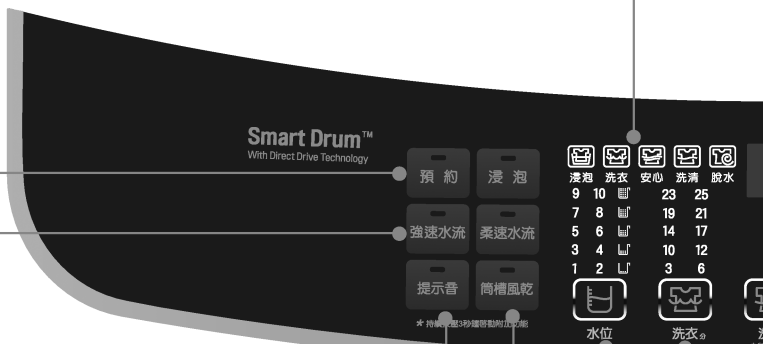 Smart Drum™
With Direct Drive Technology
預約 浸泡
強速水流 柔速水流
提示音 筒槽風乾
浸泡 洗衣 安心 洗清 脫水
9 10 23 25
7 8 19 21
5 6 14 17
3 4 10 12
1 2 3 6
水位 洗衣分